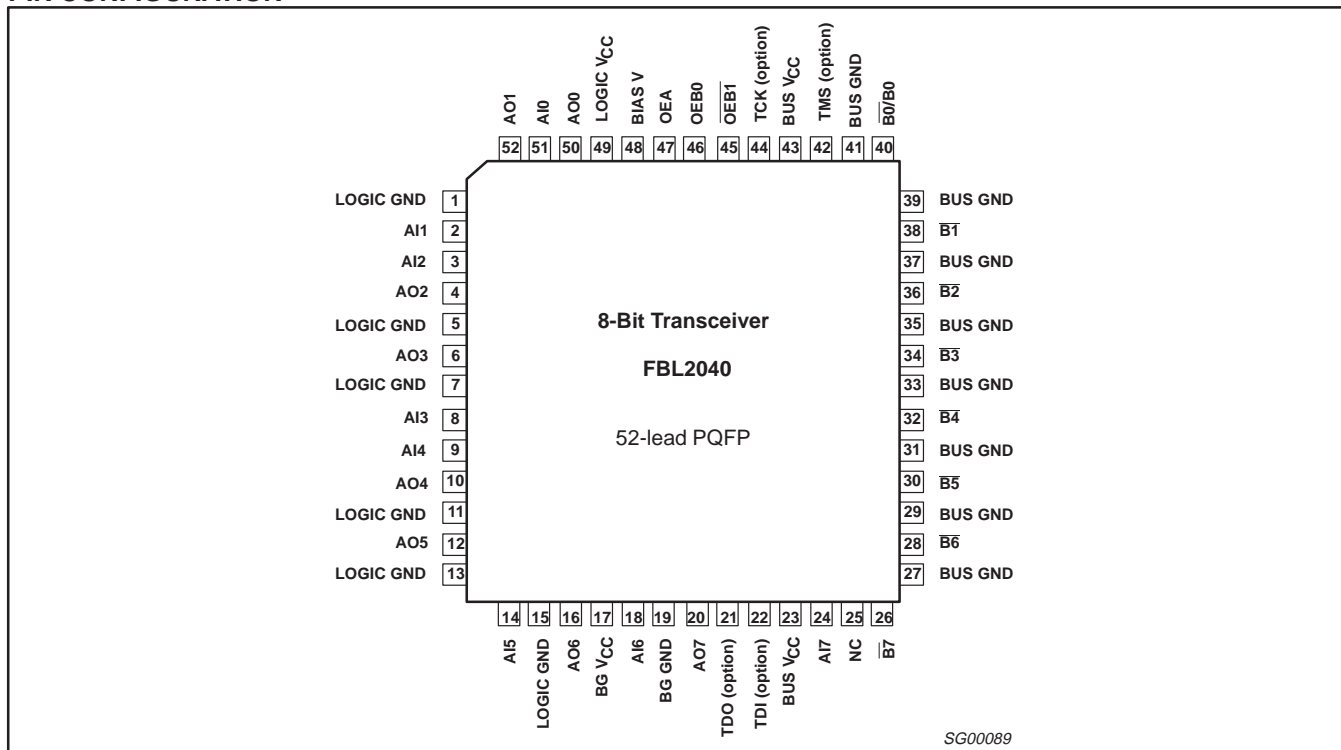 AO1
AI0
AO0
LOGIC VCC
BIAS V
OEA
OEB0
OEB1
TCK (option)
BUS VCC
TMS (option)
BUS GND
B0/B0
52 51 50 49 48 47 46 45 44 43 42 41 40
LOGIC GND 1
AI1 2
AI2 3
AO2 4
LOGIC GND 5
AO3 6
LOGIC GND 7
AI3 8
AI4 9
AO4 10
LOGIC GND 11
AO5 12
LOGIC GND 13
8-Bit Transceiver
FBL2040
52-lead PQFP
39 BUS GND
38 B1
37 BUS GND
36 B2
35 BUS GND
34 B3
33 BUS GND
32 B4
31 BUS GND
30 B5
29 BUS GND
28 B6
27 BUS GND
14 15 16 17 18 19 20 21 22 23 24 25 26
AI5
LOGIC GND
AO6
BG VCC
AI6
BG GND
AO7
TDO (option)
TDI (option)
BUS VCC
AI7
NC
B7
SG00089